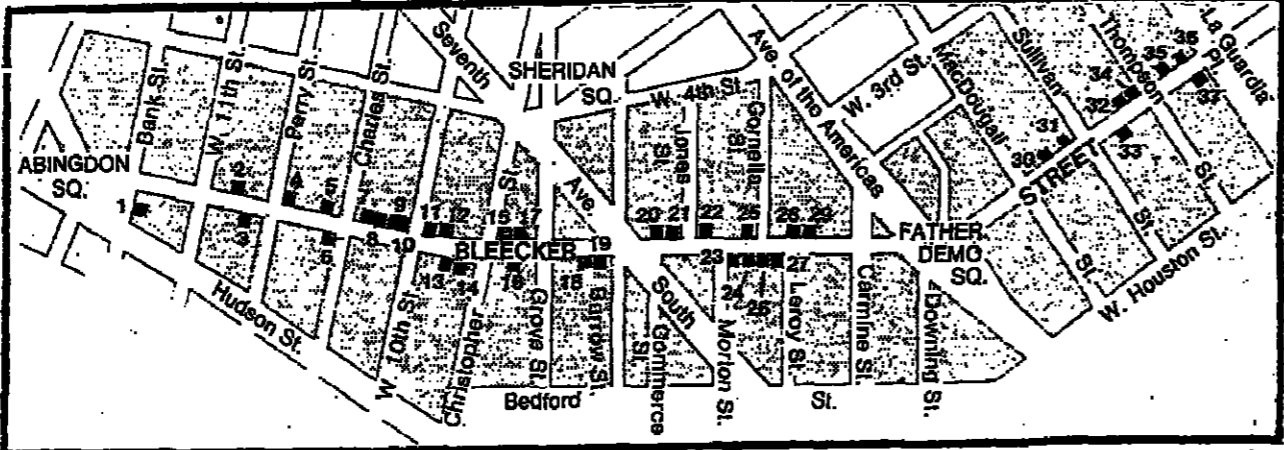 ABINGDON
SQ.
Bank St.
W. 11th St.
Perry St.
Charles St.
W. 10th St.
Christopher
St.
Grove St.
Barrow St.
Hudson St.
Bedford
St.
Seventh
Ave.
South
SHERIDAN
SQ.
W. 4th St.
Jones
St.
Cornelia
St.
Commerce
St.
Morton St.
Leroy St.
Carmine St.
Downing St.
Ave. of the Americas
W. 3rd St.
MacDougal
St.
Sullivan
St.
Thompson
St.
La Guardia
Pl.
W. Houston St.
FATHER
DEMO
SQ.
BLEECKER
STREET
1
2
3
4
5
6
8
9
10
11
12
13
14
15
16
17
18
19
20
21
22
23
24
25
26
27
28
29
30
31
32
33
34
35
36
37